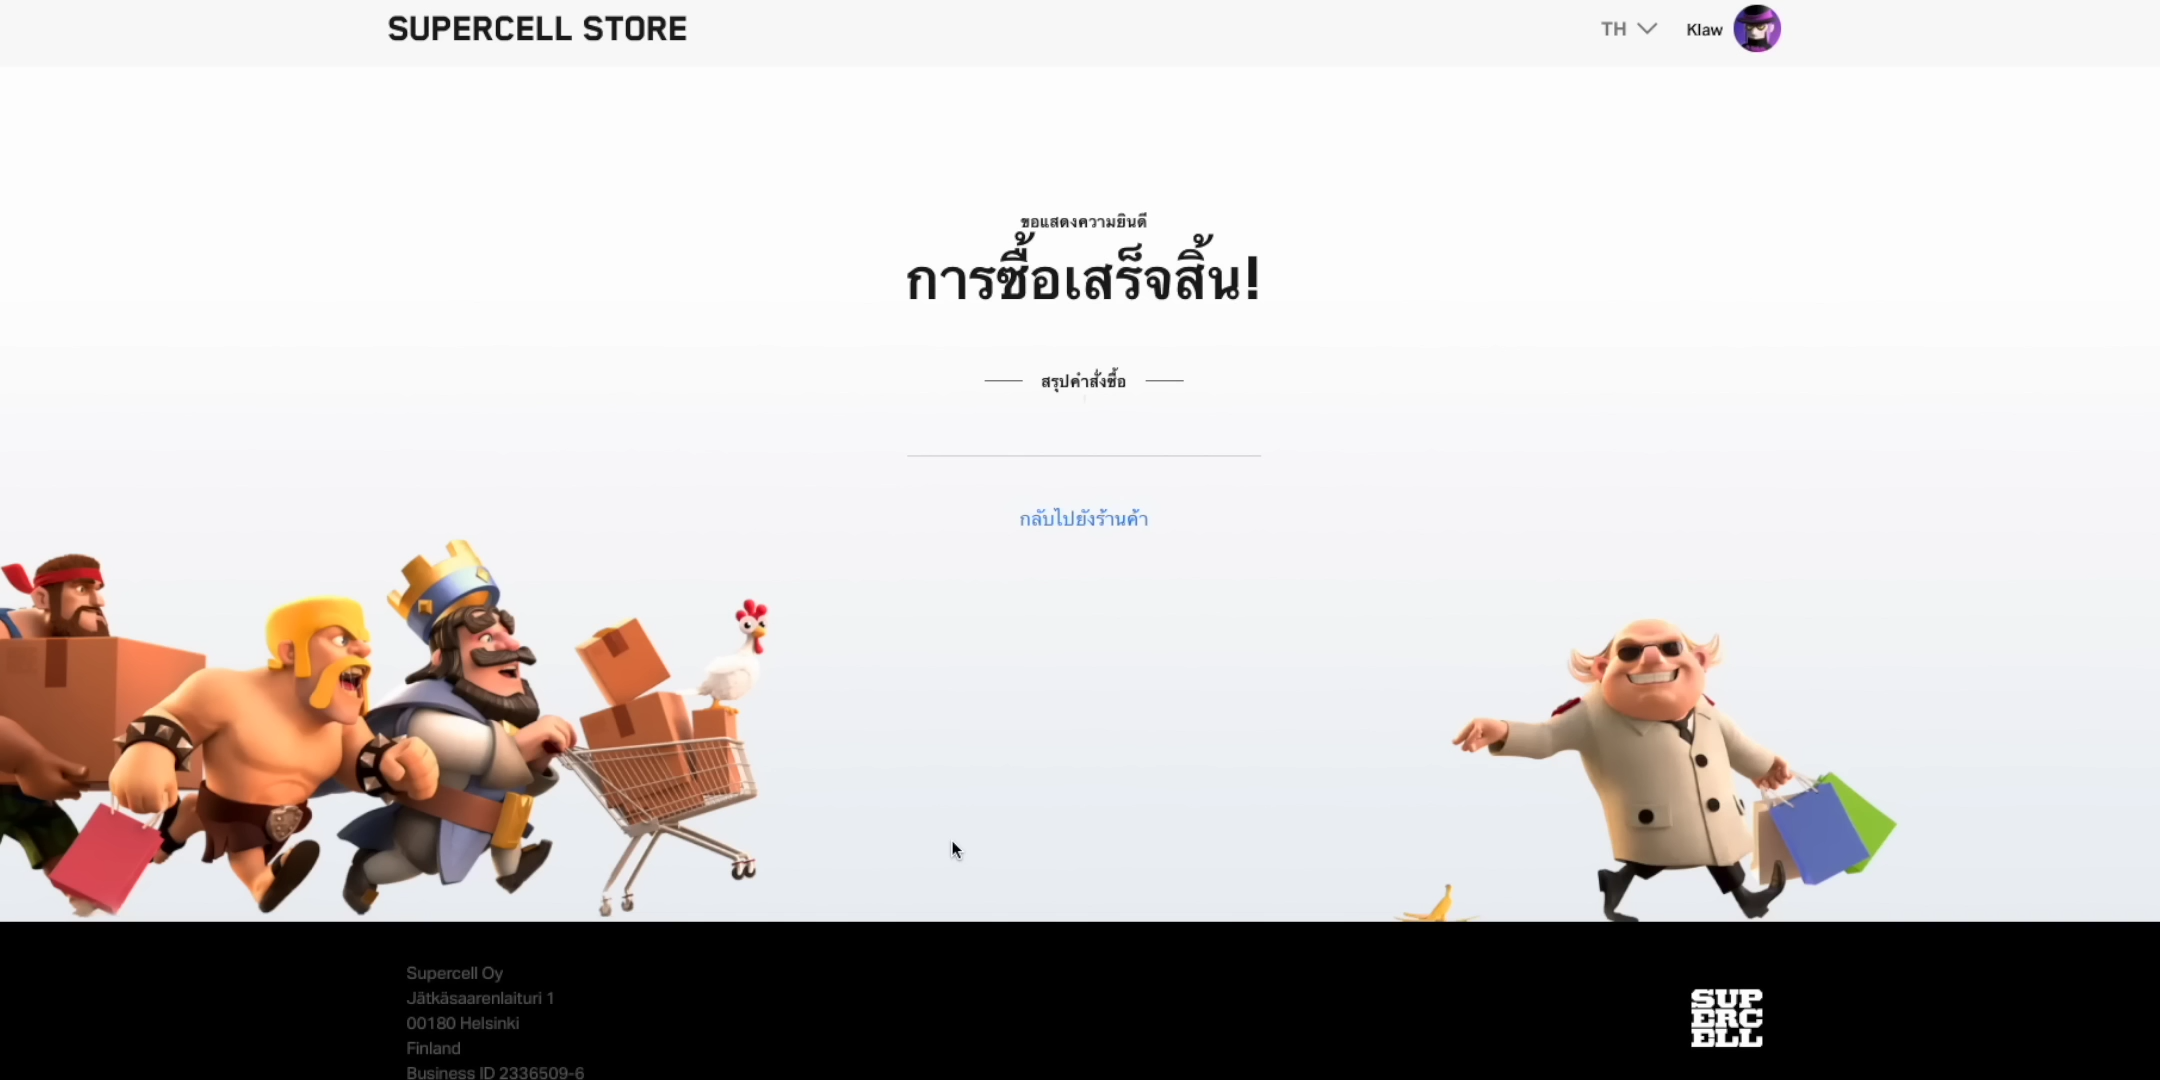 SUPERCELL STORE
TH
Klaw
ขอแสดงความยินดี
การซื้อเสร็จสิ้น!
สรุปคำสั่งซื้อ
กลับไปยังร้านค้า
Supercell Oy
Jätkäsaarenlaituri 1
00180 Helsinki
Finland
Business ID 2336509-6
SUP
ERC
ELL